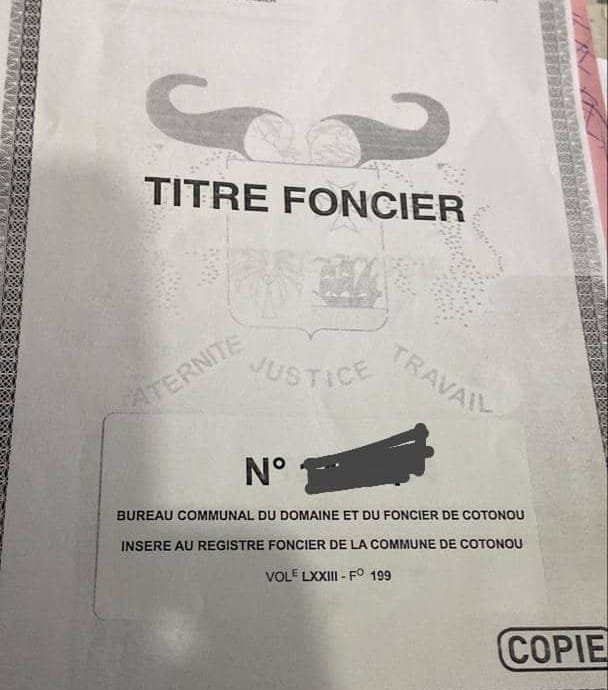 TITRE FONCIER
FATERNITE JUSTICE TRAVAIL
N°
BUREAU COMMUNAL DU DOMAINE ET DU FONCIER DE COTONOU
INSERE AU REGISTRE FONCIER DE LA COMMUNE DE COTONOU
VOLE LXXIII - FO 199
COPIE